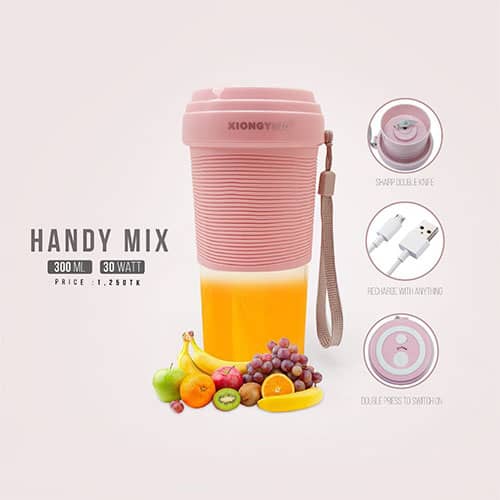 XIONGYI
HANDY MIX
300 ML 30 WATT
PRICE :1,250TK
SHARP DOUBLE KNIFE
RECHARGE WITH ANYTHING
DOUBLE PRESS TO SWITCH ON